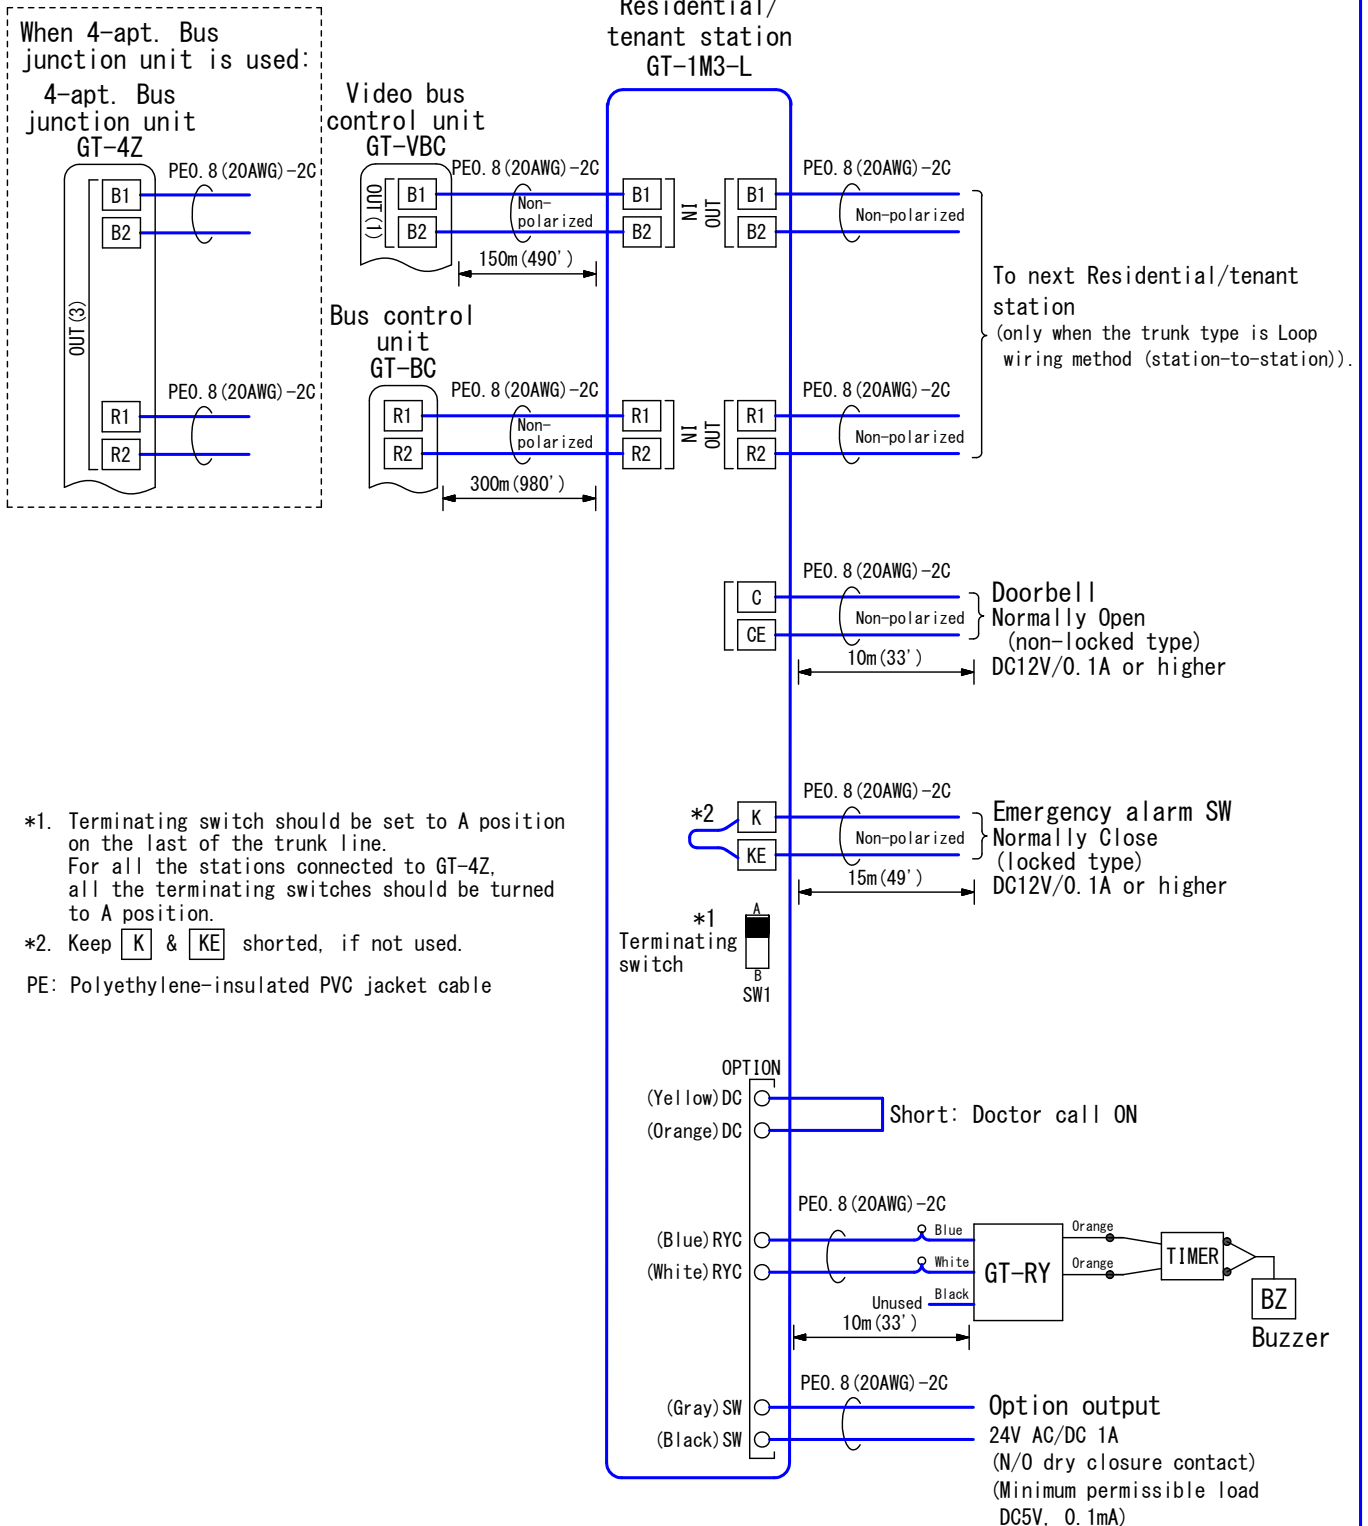 When 4-apt. Bus
junction unit is used:
4-apt. Bus
junction unit
GT-4Z
PE0.8(20AWG)-2C
B1
B2
OUT(3)
PE0.8(20AWG)-2C
R1
R2
Video bus
control unit
GT-VBC
PE0.8(20AWG)-2C
OUT(1)
B1
B2
Non-
polarized
150m(490')
Bus control
unit
GT-BC
PE0.8(20AWG)-2C
R1
R2
Non-
polarized
300m(980')
Residential/
tenant station
GT-1M3-L
B1
B2
IN
OUT
B1
B2
PE0.8(20AWG)-2C
Non-polarized
R1
R2
IN
OUT
R1
R2
PE0.8(20AWG)-2C
Non-polarized
To next Residential/tenant
station
(only when the trunk type is Loop
wiring method (station-to-station)).
C
CE
PE0.8(20AWG)-2C
Non-polarized
10m(33')
Doorbell
Normally Open
(non-locked type)
DC12V/0.1A or higher
*2
K
KE
PE0.8(20AWG)-2C
Non-polarized
15m(49')
Emergency alarm SW
Normally Close
(locked type)
DC12V/0.1A or higher
*1
Terminating
switch
A
B
SW1
*1. Terminating switch should be set to A position
on the last of the trunk line.
For all the stations connected to GT-4Z,
all the terminating switches should be turned
to A position.
*2. Keep K & KE shorted, if not used.
PE: Polyethylene-insulated PVC jacket cable
OPTION
(Yellow)DC
(Orange)DC
Short: Doctor call ON
(Blue)RYC
(White)RYC
PE0.8(20AWG)-2C
Blue
White
Unused
Black
10m(33')
GT-RY
Orange
Orange
TIMER
BZ
Buzzer
(Gray)SW
(Black)SW
PE0.8(20AWG)-2C
Option output
24V AC/DC 1A
(N/O dry closure contact)
(Minimum permissible load
DC5V, 0.1mA)